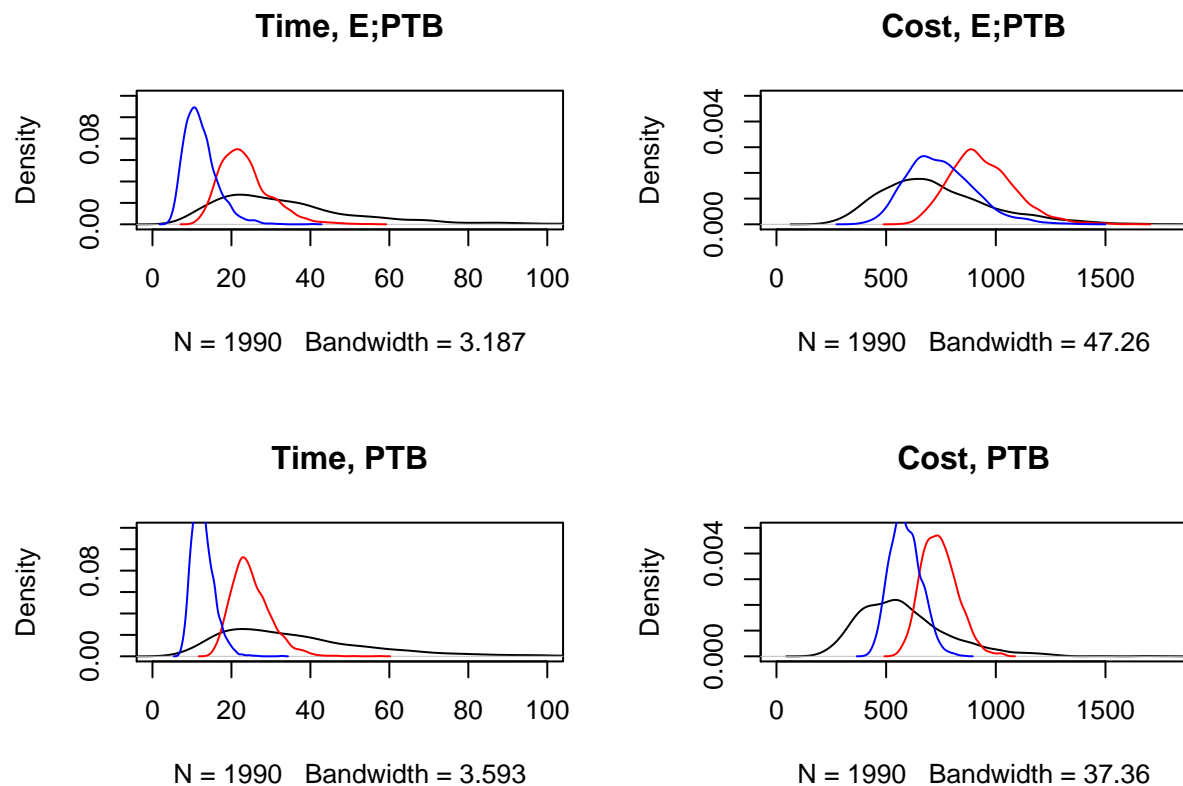 Time, E;PTB
Density
0.00 0.08
0 20 40 60 80 100
N = 1990 Bandwidth = 3.187
Cost, E;PTB
Density
0.000 0.004
0 500 1000 1500
N = 1990 Bandwidth = 47.26
Time, PTB
Density
0.00 0.08
0 20 40 60 80 100
N = 1990 Bandwidth = 3.593
Cost, PTB
Density
0.000 0.004
0 500 1000 1500
N = 1990 Bandwidth = 37.36